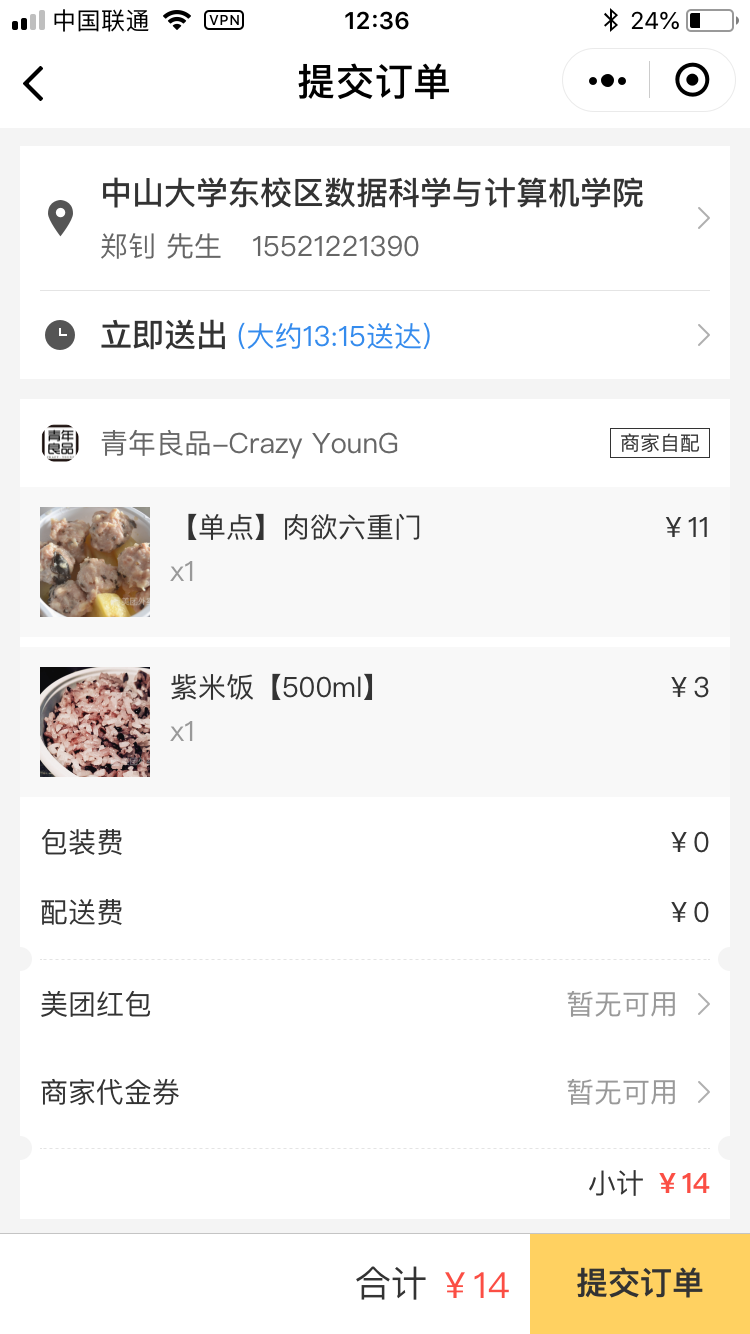 中国联通 VPN 12:36 24%
提交订单
中山大学东校区数据科学与计算机学院
郑钊 先生 15521221390
立即送出 (大约13:15送达)
青年良品
青年良品-Crazy YounG 商家自配
【单点】肉欲六重门 ¥11
x1
紫米饭【500ml】 ¥3
x1
包装费 ¥0
配送费 ¥0
美团红包 暂无可用
商家代金券 暂无可用
小计 ¥14
合计 ¥14 提交订单